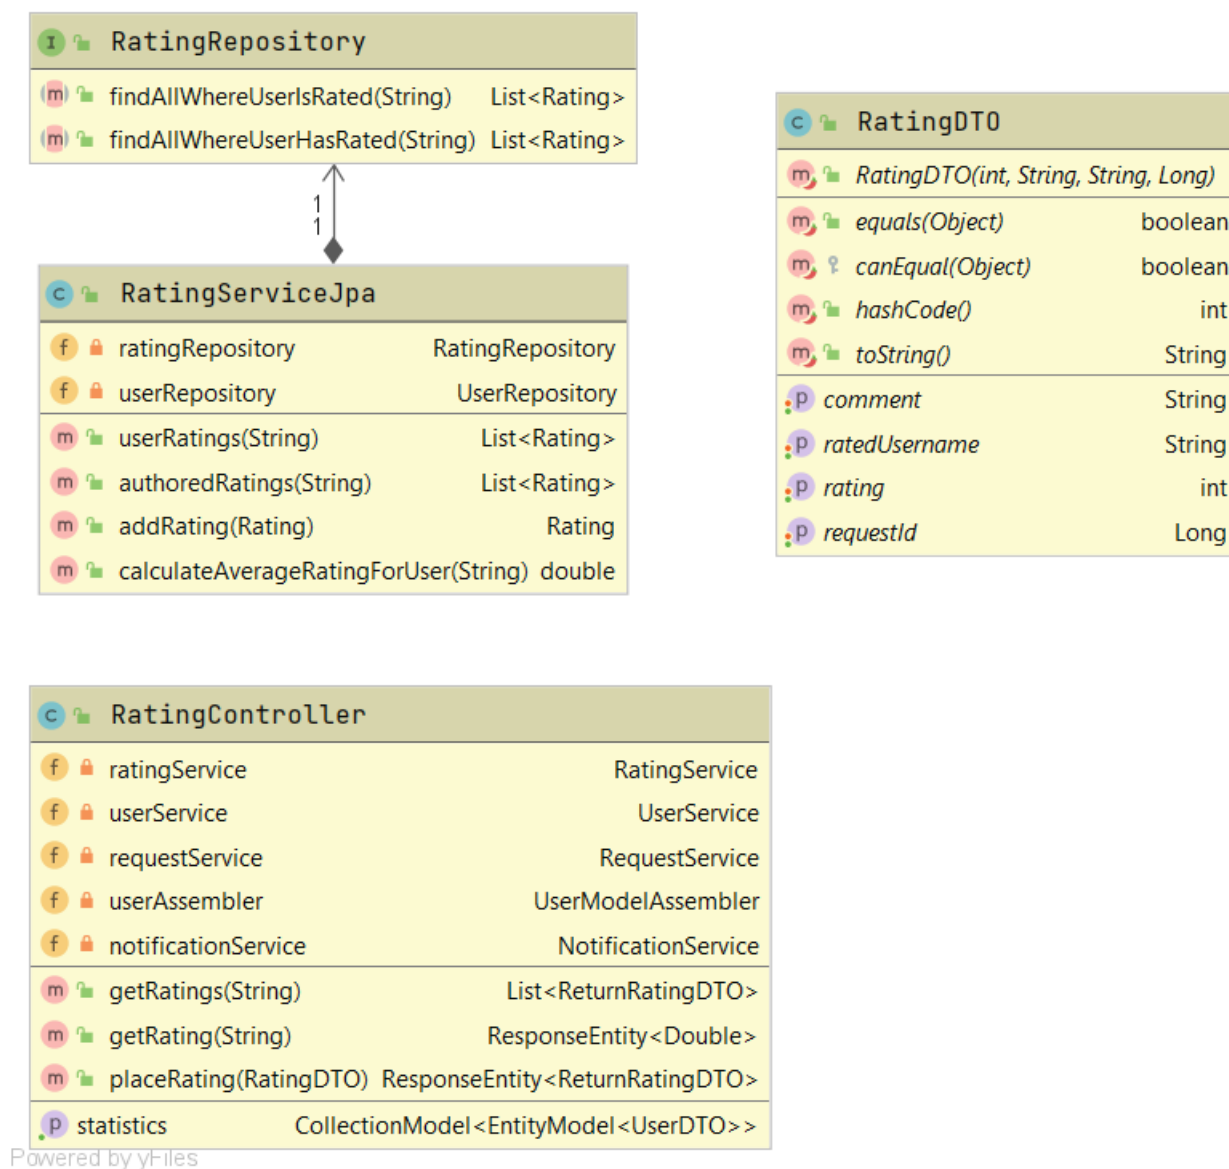 RatingRepository
findAllWhereUserIsRated(String) List<Rating>
findAllWhereUserHasRated(String) List<Rating>
1
1
RatingServiceJpa
ratingRepository RatingRepository
userRepository UserRepository
userRatings(String) List<Rating>
authoredRatings(String) List<Rating>
addRating(Rating) Rating
calculateAverageRatingForUser(String) double
RatingDTO
RatingDTO(int, String, String, Long)
equals(Object) boolean
canEqual(Object) boolean
hashCode() int
toString() String
comment String
ratedUsername String
rating int
requestId Long
RatingController
ratingService RatingService
userService UserService
requestService RequestService
userAssembler UserModelAssembler
notificationService NotificationService
getRatings(String) List<ReturnRatingDTO>
getRating(String) ResponseEntity<Double>
placeRating(RatingDTO) ResponseEntity<ReturnRatingDTO>
statistics CollectionModel<EntityModel<UserDTO>>
Powered by yFiles